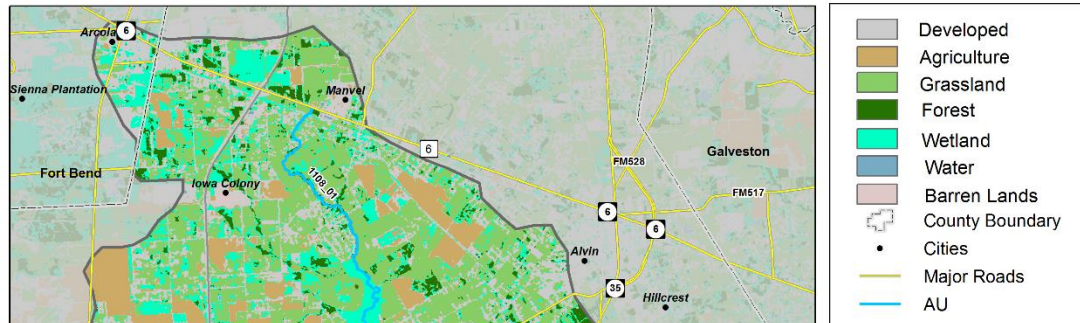 6
Arcola
Sienna Plantation
Manvel
6
FM528
Galveston
Fort Bend
Iowa Colony
1108_01
FM517
6
6
Alvin
35
Hillcrest
Developed
Agriculture
Grassland
Forest
Wetland
Water
Barren Lands
County Boundary
Cities
Major Roads
AU